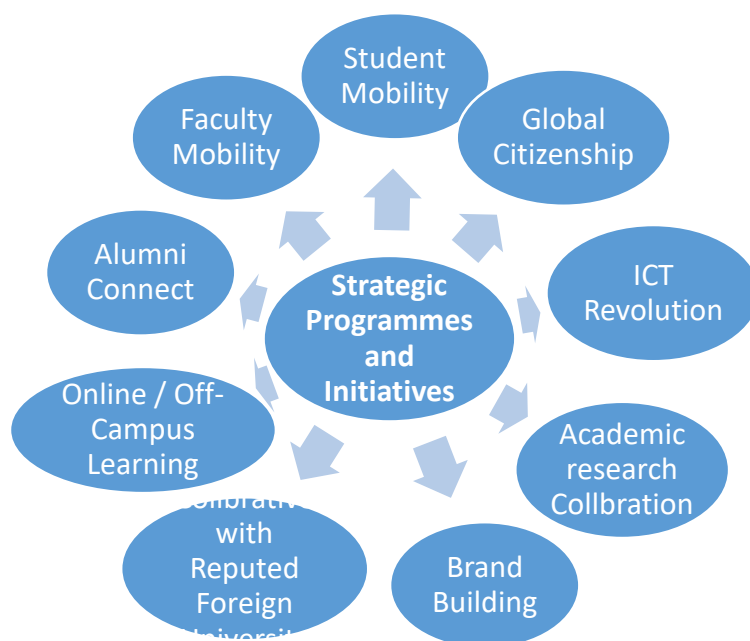 Student
Mobility
Global
Citizenship
ICT
Revolution
Academic
research
Collbration
Brand
Building
with
Reputed
Foreign
Online / Off-
Campus
Learning
Alumni
Connect
Faculty
Mobility
Strategic
Programmes
and
Initiatives